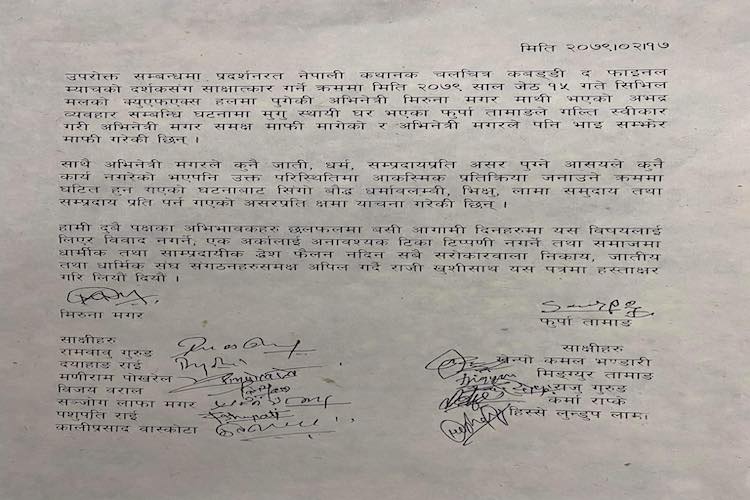 मिति २०७९।०२।१७
उपरोक्त सम्बन्धमा प्रदर्शनरत नेपाली कथानक चलचित्र कबड्डी द फाइनल
म्याचको दर्शकसंग साक्षात्कार गर्ने क्रममा मिति २०७९ साल जेठ १५ गते सिभिल
मलको क्युएफएक्स हलमा पुगेकी अभिनेत्री मिरुना मगर माथी भएको अभद्र
व्यवहार सम्बन्धि घटनामा मुगु स्थायी घर भएका फुर्पा तामाङले गल्ति स्वीकार
गरी अभिनेत्री मगर समक्ष माफी मागेको र अभिनेत्री मगरले पनि भाइ सम्झेर
माफी गरेकी छिन् ।
साथै अभिनेत्री मगरले कुनै जाती, धर्म, सम्प्रदायप्रति असर पुग्ने आसयले कुनै
कार्य नगरेको भएपनि उक्त परिस्थितिमा आकस्मिक प्रतिक्रिया जनाउने क्रममा
घटित हुन गएको घटनाबाट सिंगो बौद्ध धर्मावलम्बी, भिक्षु, लामा समुदाय तथा
सम्प्रदाय प्रति पर्न गएको असरप्रति क्षमा याचना गरेकी छिन् ।
हामी दुबै पक्षका अभिभावकहरु छलफलमा बसी आगामी दिनहरुमा यस विषयलाई
लिएर विवाद नगर्ने, एक अर्कालाई अनावश्यक टिका टिप्पणी नगर्ने तथा समाजमा
धार्मीक तथा साम्प्रदायीक द्वेश फैलन नदिन सबै सरोकारवाला निकाय, जातीय
तथा धार्मिक संघ संगठनहरुसमक्ष अपिल गर्दै राजी खुशीसाथ यस पत्रमा हस्ताक्षर
गरि लियौं दियौं ।
मिरुना मगर
फुर्पा तामाङ
साक्षीहरु
रामबाबु गुरुङ
दयाहाङ राई
मणीराम पोखरेल
विजय बराल
सञ्जोग लाफा मगर
पशुपति राई
कालीप्रसाद बास्कोटा
साक्षीहरु
खन्पो कमल भण्डारी
मिङग्युर तामाङ
गुरुङ
कर्मा राप्के
हिस्से लुन्डुप लामा